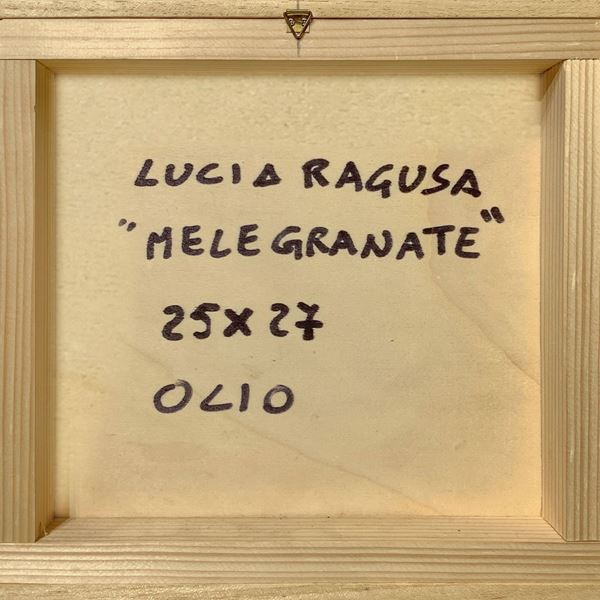 LUCIA RAGUSA
"MELEGRANATE"
25X27
OLIO